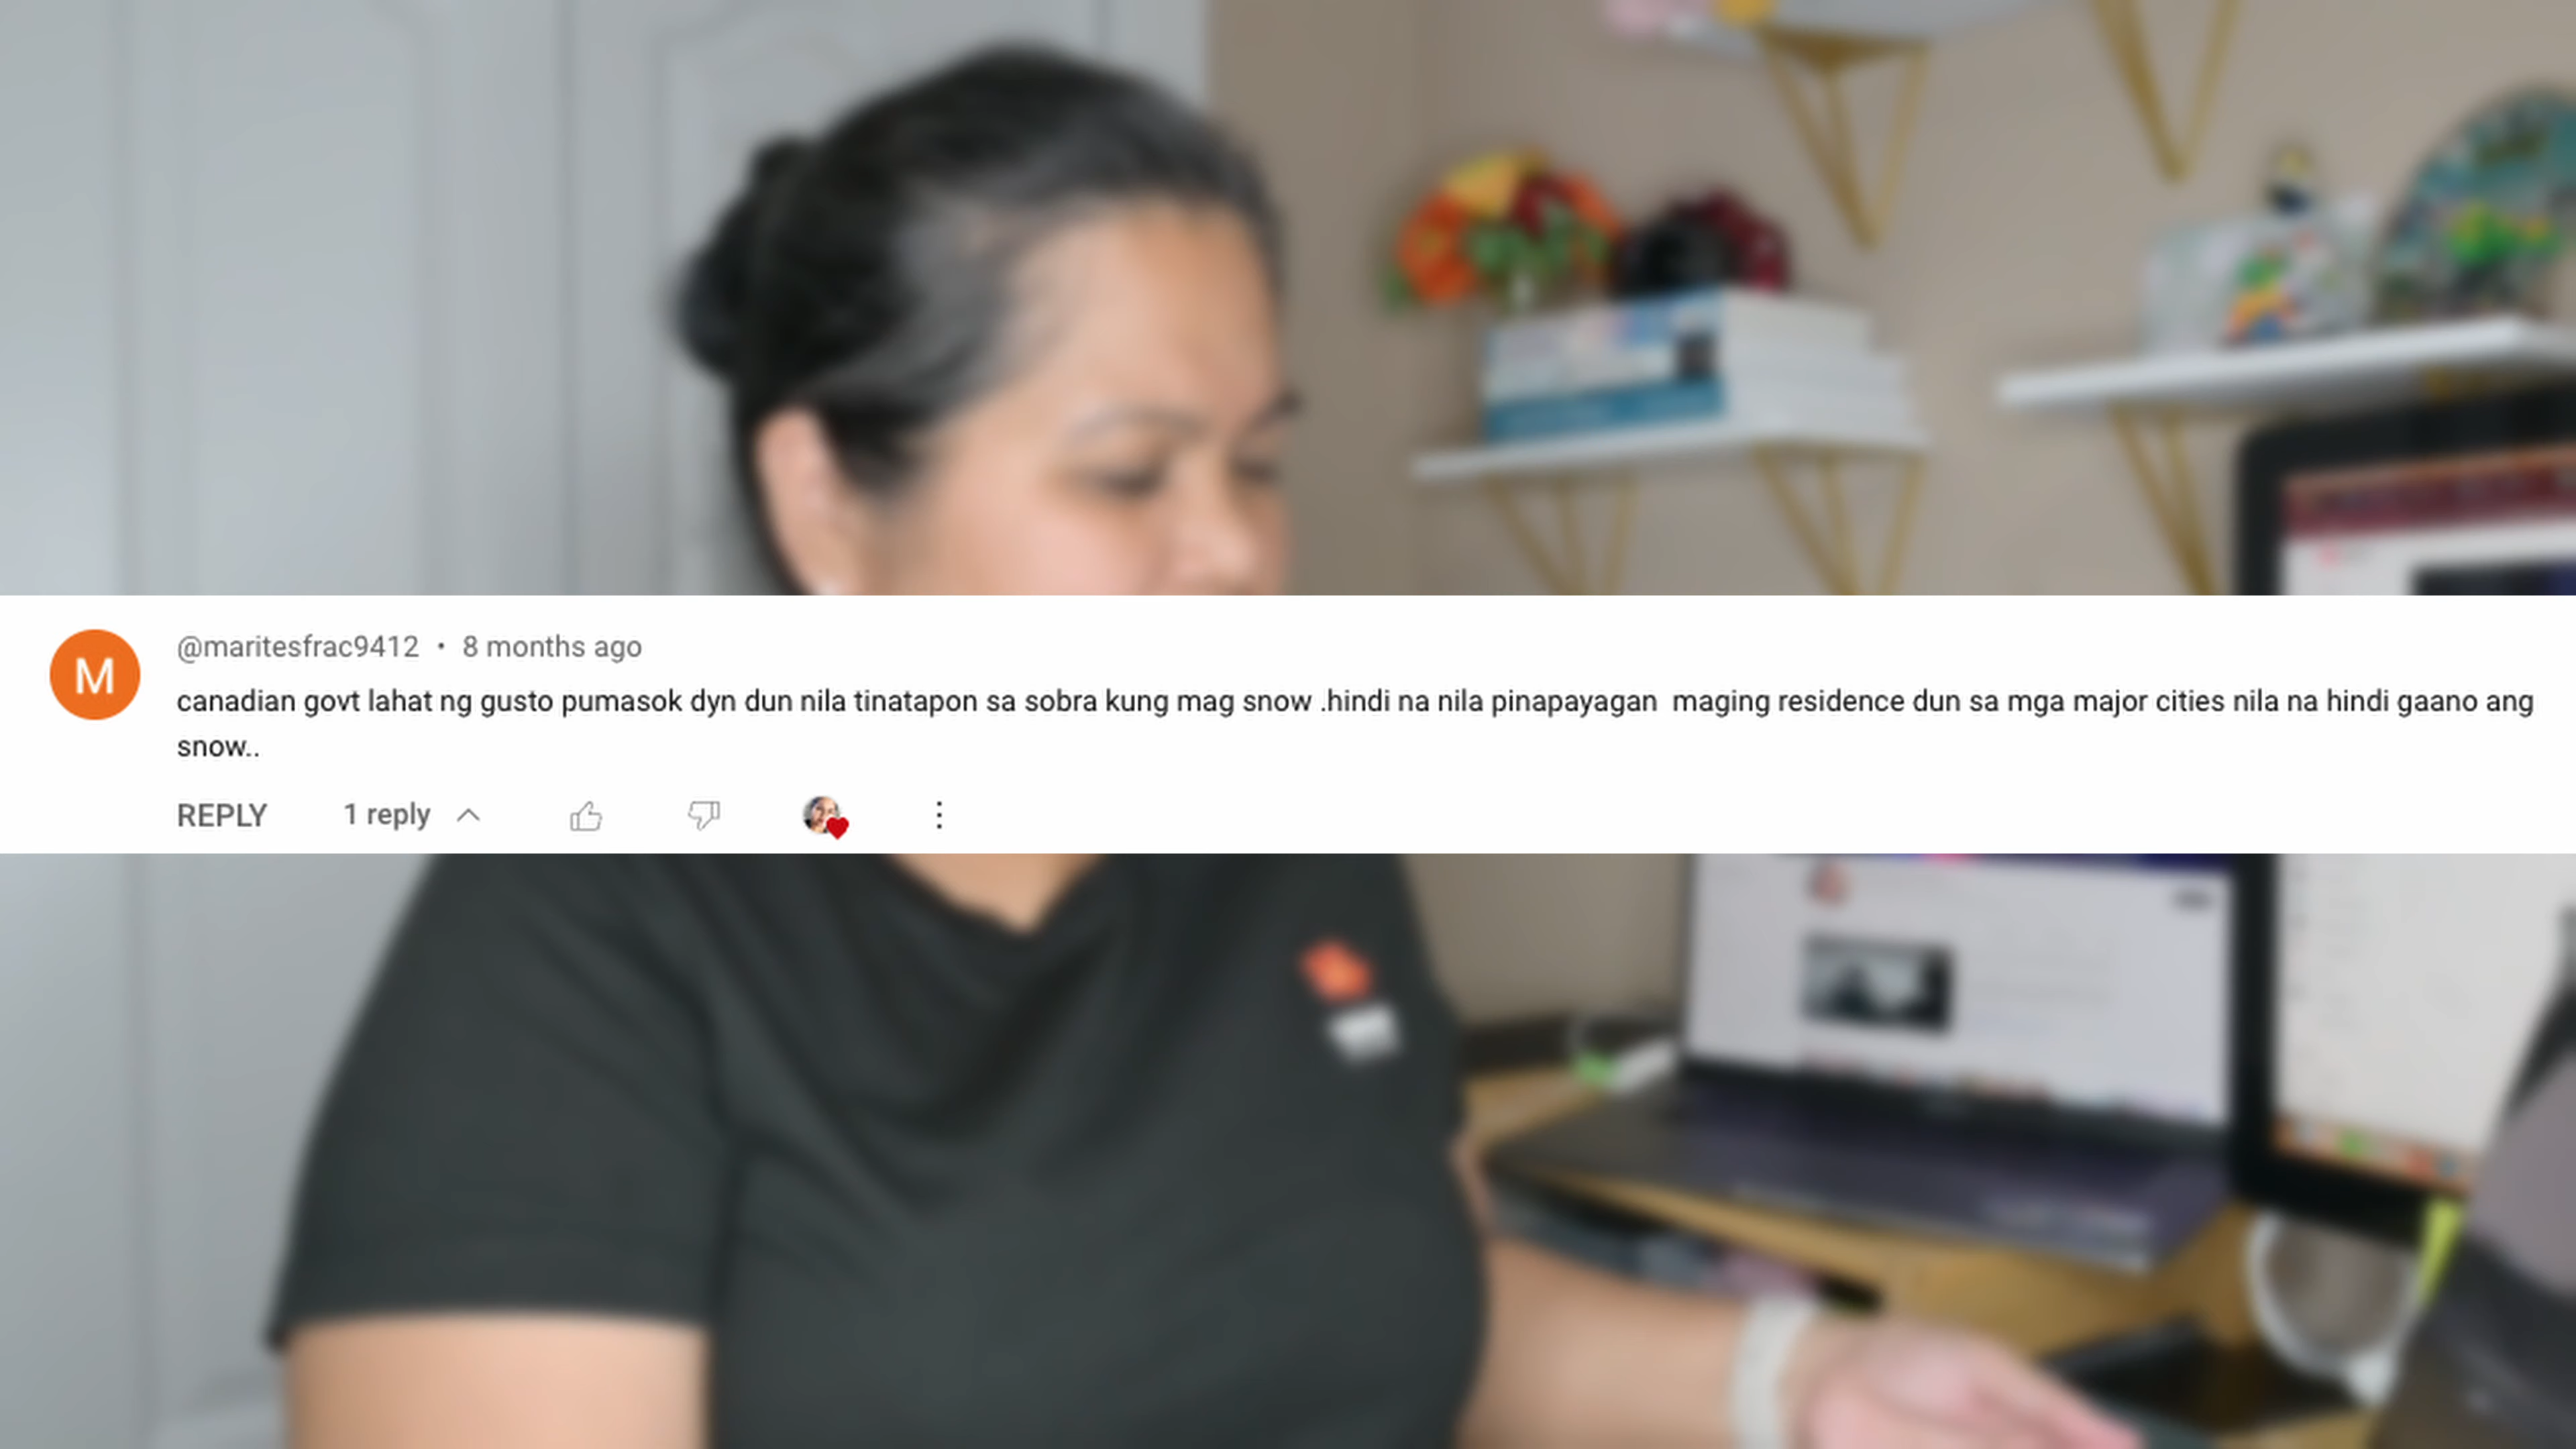 M
@maritesfrac9412 • 8 months ago
canadian govt lahat ng gusto pumasok dyn dun nila tinatapon sa sobra kung mag snow .hindi na nila pinapayagan  maging residence dun sa mga major cities nila na hindi gaano ang
snow..
REPLY 1 reply